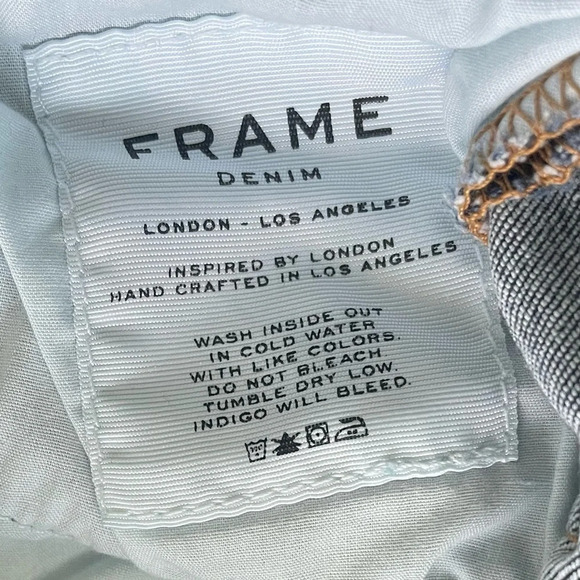 FRAME
DENIM
LONDON - LOS ANGELES
INSPIRED BY LONDON
HAND CRAFTED IN LOS ANGELES
WASH INSIDE OUT
IN COLD WATER
WITH LIKE COLORS.
DO NOT BLEACH
TUMBLE DRY LOW.
INDIGO WILL BLEED.